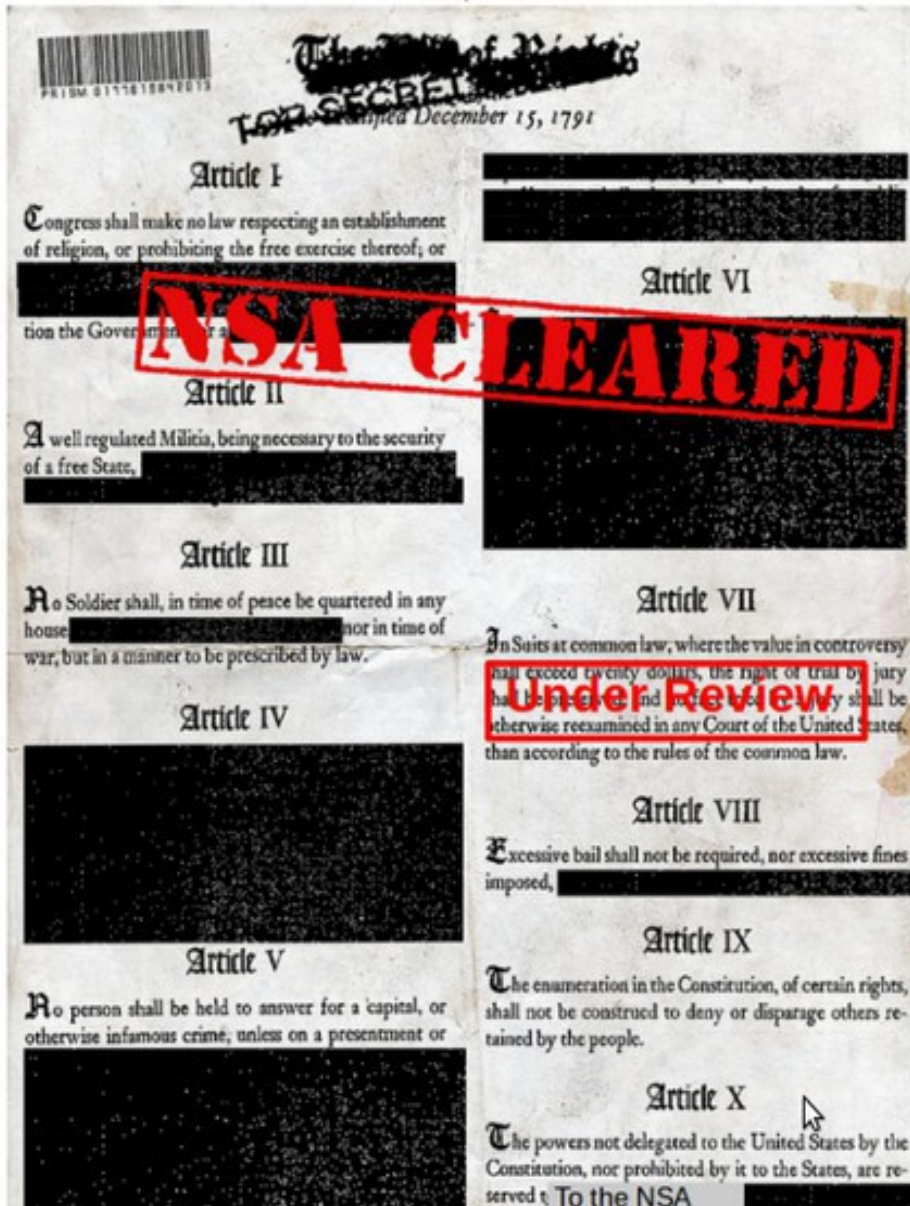 The of Rights
TOP SECRET
December 15, 1791
Article I
Congress shall make no law respecting an establishment
of religion, or prohibiting the free exercise thereof; or
tion the Government
Article II
A well regulated Militia, being necessary to the security
of a free State,
Article III
No Soldier shall, in time of peace be quartered in any
house nor in time of
war, but in a manner to be prescribed by law.
Article IV
Article V
No person shall be held to answer for a capital, or
otherwise infamous crime, unless on a presentment or
NSA CLEARED
Article VI
Article VII
In Suits at common law, where the value in controversy
shall exceed twenty dollars, the right of trial by jury
Under Review
shall be
otherwise reexamined in any Court of the United States,
than according to the rules of the common law.
Article VIII
Excessive bail shall not be required, nor excessive fines
imposed,
Article IX
The enumeration in the Constitution, of certain rights,
shall not be construed to deny or disparage others re-
tained by the people.
Article X
The powers not delegated to the United States by the
Constitution, nor prohibited by it to the States, are re-
served To the NSA